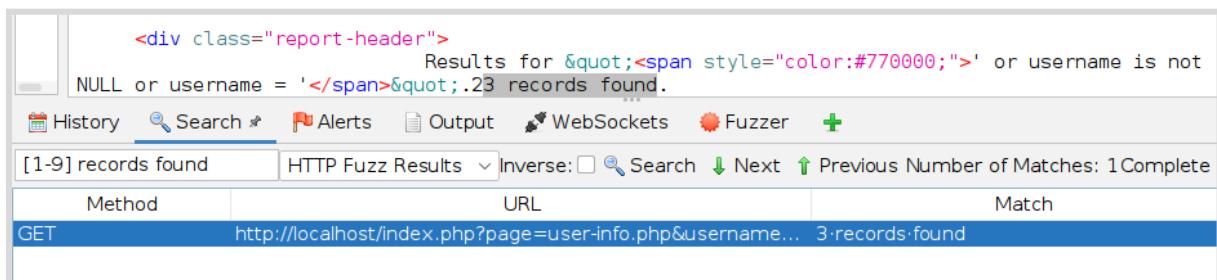 <div class="report-header">
Results for &quot;<span style="color:#770000;">' or username is not
NULL or username = '</span>&quot;.23 records found.
History Search Alerts Output WebSockets Fuzzer
[1-9] records found HTTP Fuzz Results Inverse: Search Next Previous Number of Matches: 1 Complete
Method URL Match
GET http://localhost/index.php?page=user-info.php&username... 3·records·found